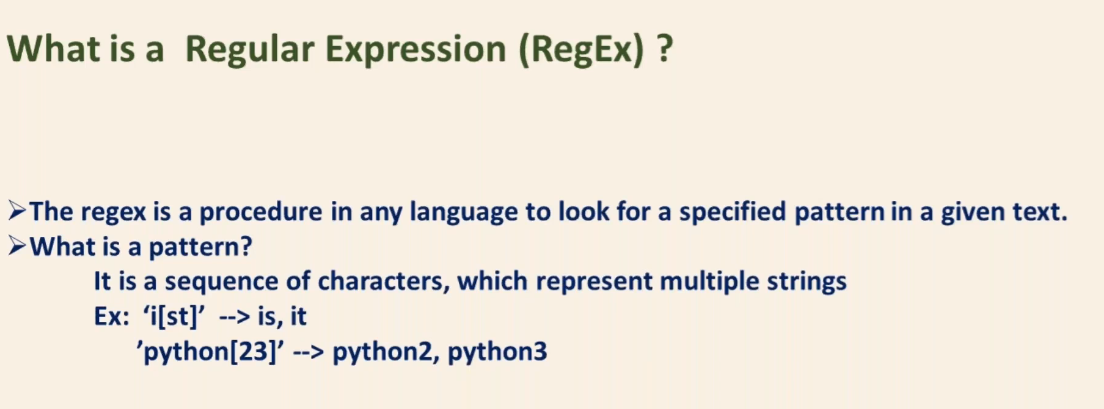 What is a Regular Expression (RegEx) ?
➢The regex is a procedure in any language to look for a specified pattern in a given text.
➢What is a pattern?
It is a sequence of characters, which represent multiple strings
Ex: ‘i[st]’ --> is, it
’python[23]’ --> python2, python3